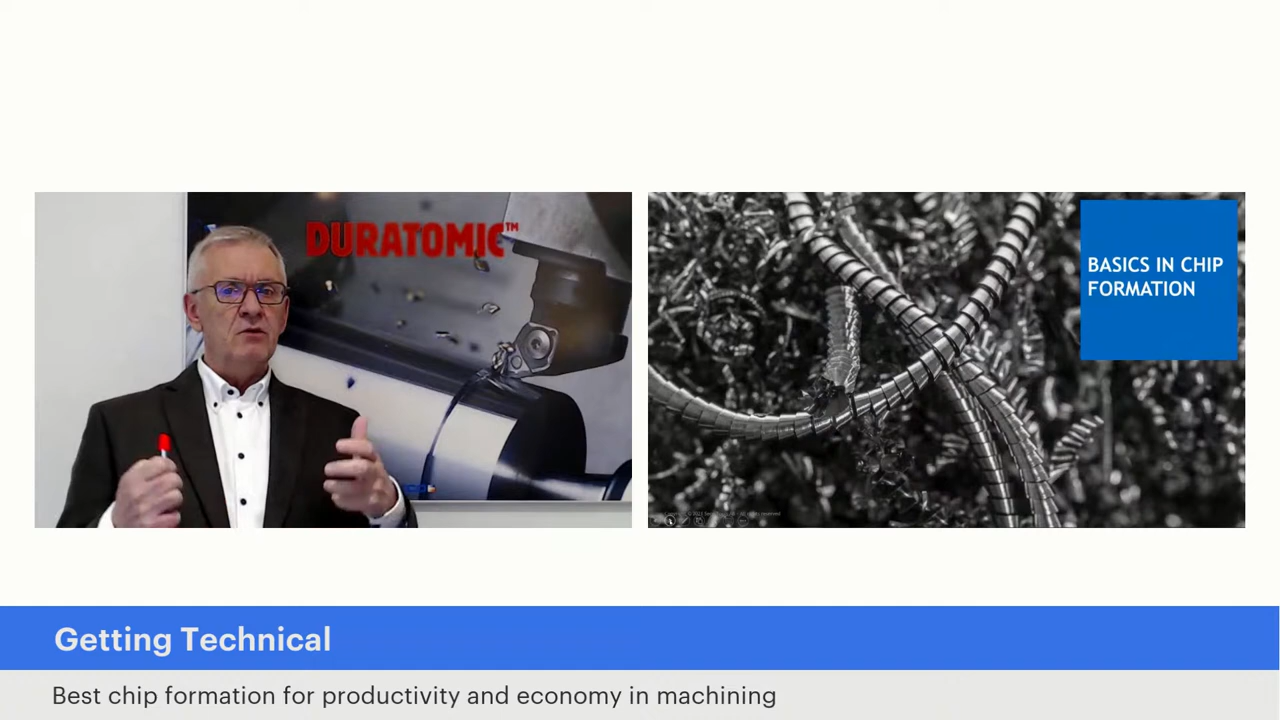 DURATOMIC™
BASICS IN CHIP
FORMATION
Getting Technical
Best chip formation for productivity and economy in machining